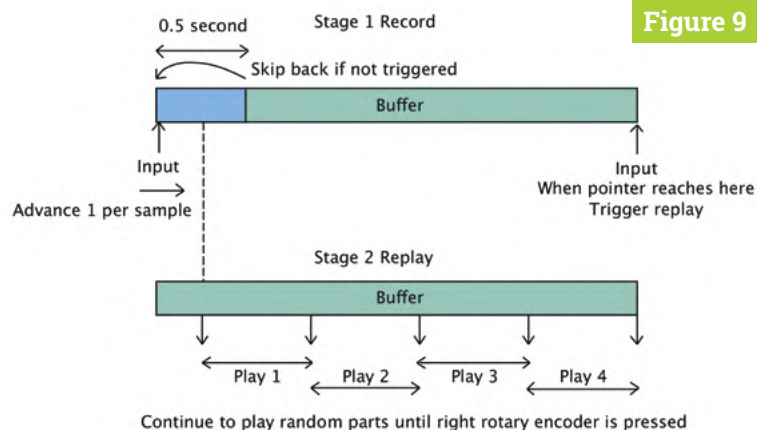 Figure 9
Stage 1 Record
0.5 second
Skip back if not triggered
Buffer
Input
Advance 1 per sample
Input
When pointer reaches here
Trigger replay
Stage 2 Replay
Buffer
Play 1
Play 2
Play 3
Play 4
Continue to play random parts until right rotary encoder is pressed